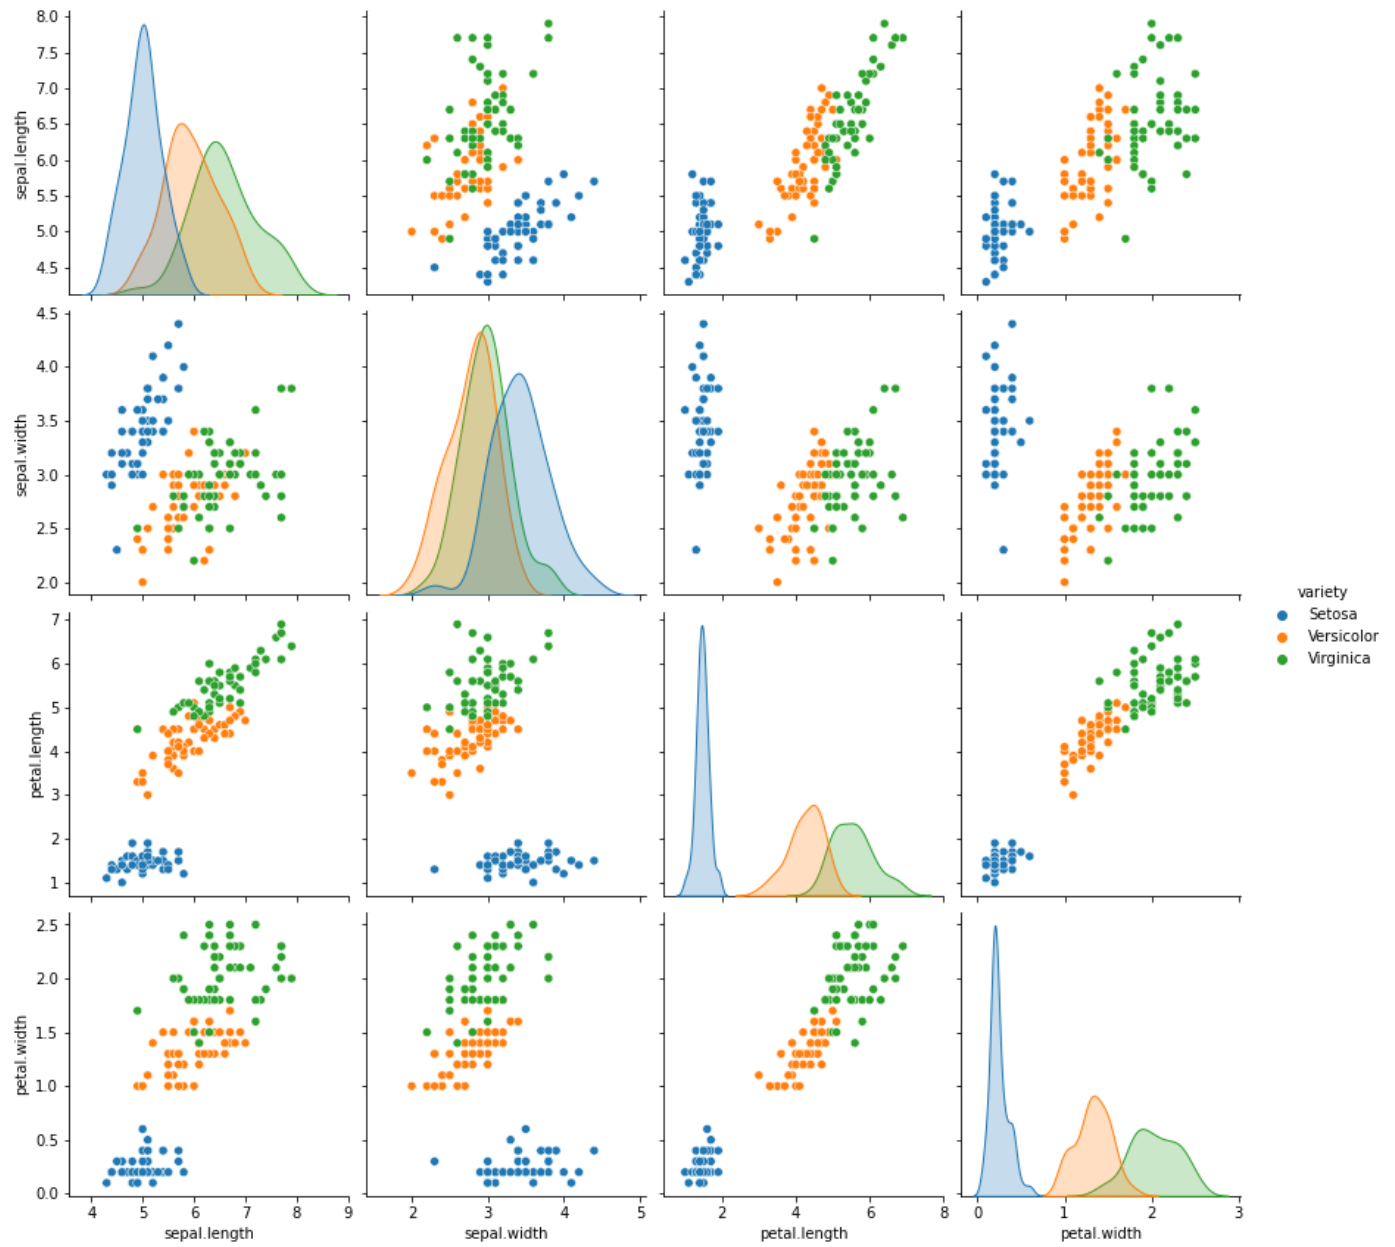 8.0
7.5
7.0
6.5
6.0
5.5
5.0
4.5
sepal.length
4.5
4.0
3.5
3.0
2.5
2.0
sepal.width
variety
Setosa
Versicolor
Virginica
7
6
5
4
3
2
1
petal.length
2.5
2.0
1.5
1.0
0.5
0.0
petal.width
4 5 6 7 8 9
sepal.length
2 3 4 5
sepal.width
2 4 6 8
petal.length
0 1 2 3
petal.width